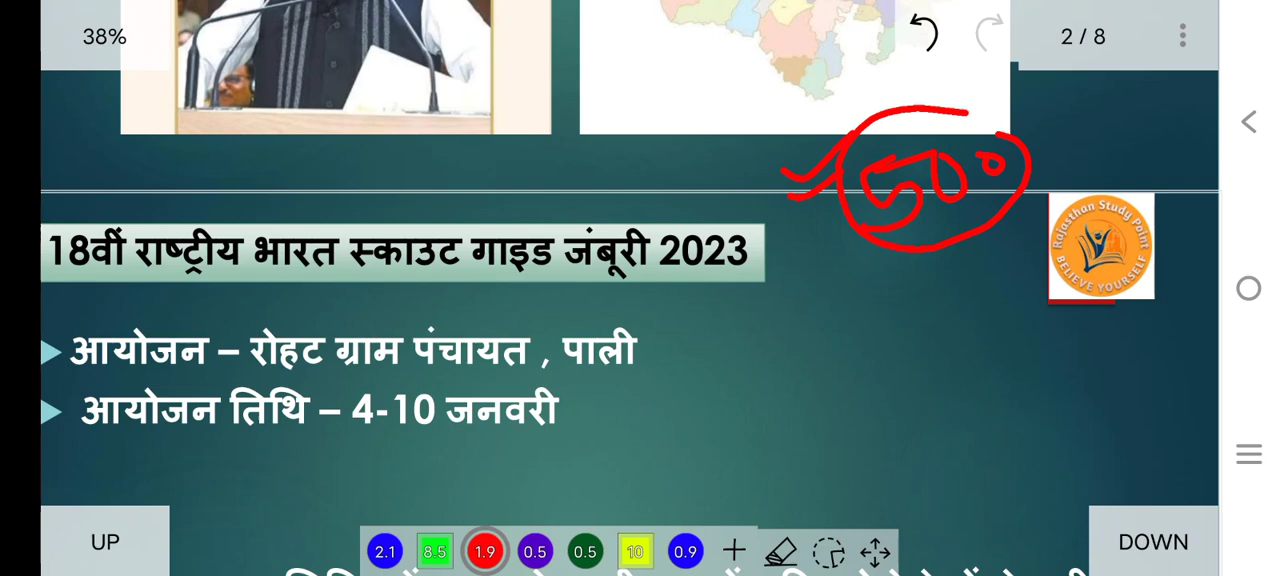 38%
2 / 8
500
18वीं राष्ट्रीय भारत स्काउट गाइड जंबूरी 2023
Rajasthan Study Point
BELIEVE YOURSELF
आयोजन – रोहट ग्राम पंचायत , पाली
आयोजन तिथि – 4-10 जनवरी
UP
2.1 8.5 1.9 0.5 0.5 10 0.9
DOWN